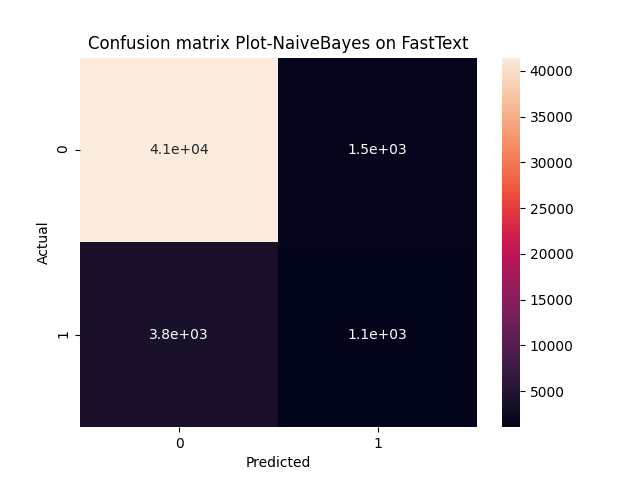 Confusion matrix Plot-NaiveBayes on FastText
Actual
0
4.1e+04
1.5e+03
1
3.8e+03
1.1e+03
0
1
Predicted
40000
35000
30000
25000
20000
15000
10000
5000